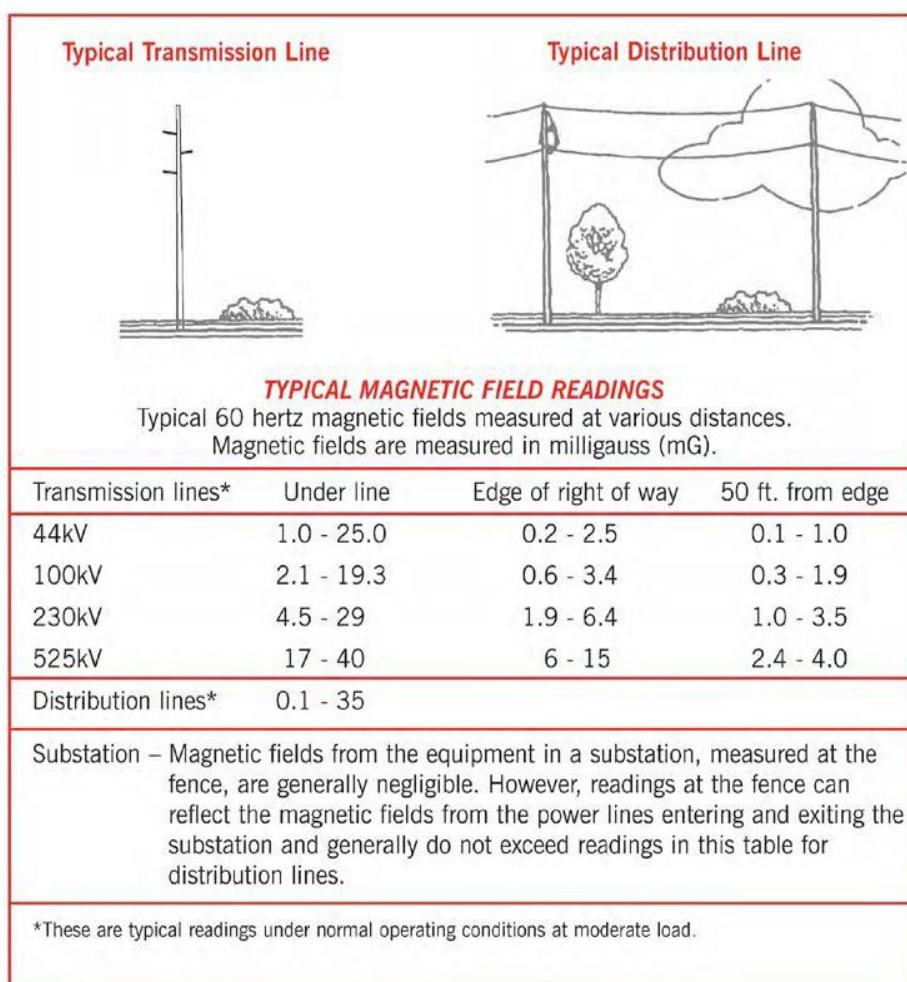 Typical Transmission Line
Typical Distribution Line
TYPICAL MAGNETIC FIELD READINGS
Typical 60 hertz magnetic fields measured at various distances.
Magnetic fields are measured in milligauss (mG).
Transmission lines* Under line Edge of right of way 50 ft. from edge
44kV 1.0 - 25.0 0.2 - 2.5 0.1 - 1.0
100kV 2.1 - 19.3 0.6 - 3.4 0.3 - 1.9
230kV 4.5 - 29 1.9 - 6.4 1.0 - 3.5
525kV 17 - 40 6 - 15 2.4 - 4.0
Distribution lines* 0.1 - 35
Substation – Magnetic fields from the equipment in a substation, measured at the
fence, are generally negligible. However, readings at the fence can
reflect the magnetic fields from the power lines entering and exiting the
substation and generally do not exceed readings in this table for
distribution lines.
*These are typical readings under normal operating conditions at moderate load.